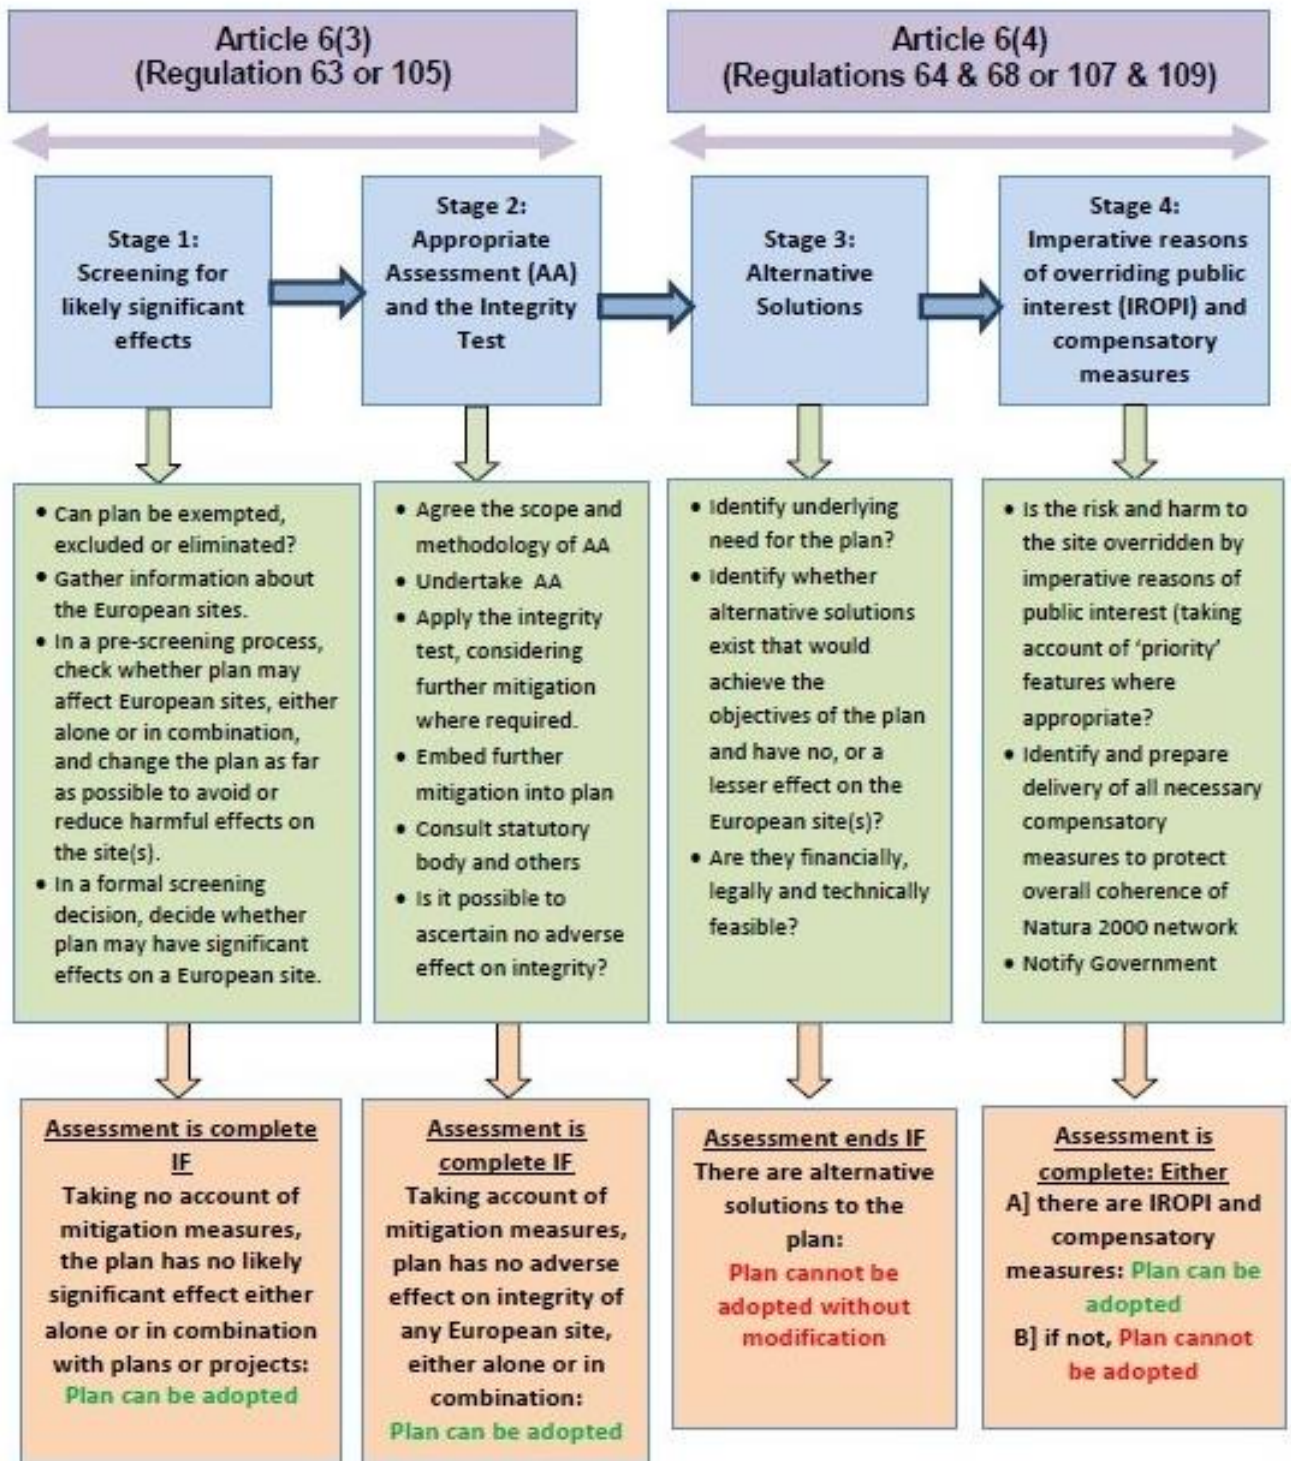 Article 6(3)
(Regulation 63 or 105)
Article 6(4)
(Regulations 64 & 68 or 107 & 109)
Stage 1:
Screening for
likely significant
effects
Stage 2:
Appropriate
Assessment (AA)
and the Integrity
Test
Stage 3:
Alternative
Solutions
Stage 4:
Imperative reasons
of overriding public
interest (IROPI) and
compensatory
measures
• Can plan be exempted,
excluded or eliminated?
• Gather information about
the European sites.
• In a pre-screening process,
check whether plan may
affect European sites, either
alone or in combination,
and change the plan as far
as possible to avoid or
reduce harmful effects on
the site(s).
• In a formal screening
decision, decide whether
plan may have significant
effects on a European site.
• Agree the scope and
methodology of AA
• Undertake AA
• Apply the integrity
test, considering
further mitigation
where required.
• Embed further
mitigation into plan
• Consult statutory
body and others
• Is it possible to
ascertain no adverse
effect on integrity?
• Identify underlying
need for the plan?
• Identify whether
alternative solutions
exist that would
achieve the
objectives of the plan
and have no, or a
lesser effect on the
European site(s)?
• Are they financially,
legally and technically
feasible?
• Is the risk and harm to
the site overridden by
imperative reasons of
public interest (taking
account of ‘priority’
features where
appropriate?
• Identify and prepare
delivery of all necessary
compensatory
measures to protect
overall coherence of
Natura 2000 network
• Notify Government
Assessment is complete
IF
Taking no account of
mitigation measures,
the plan has no likely
significant effect either
alone or in combination
with plans or projects:
Plan can be adopted
Assessment is
complete IF
Taking account of
mitigation measures,
plan has no adverse
effect on integrity of
any European site,
either alone or in
combination:
Plan can be adopted
Assessment ends IF
There are alternative
solutions to the
plan:
Plan cannot be
adopted without
modification
Assessment is
complete: Either
A] there are IROPI and
compensatory
measures: Plan can be
adopted
B] if not, Plan cannot
be adopted